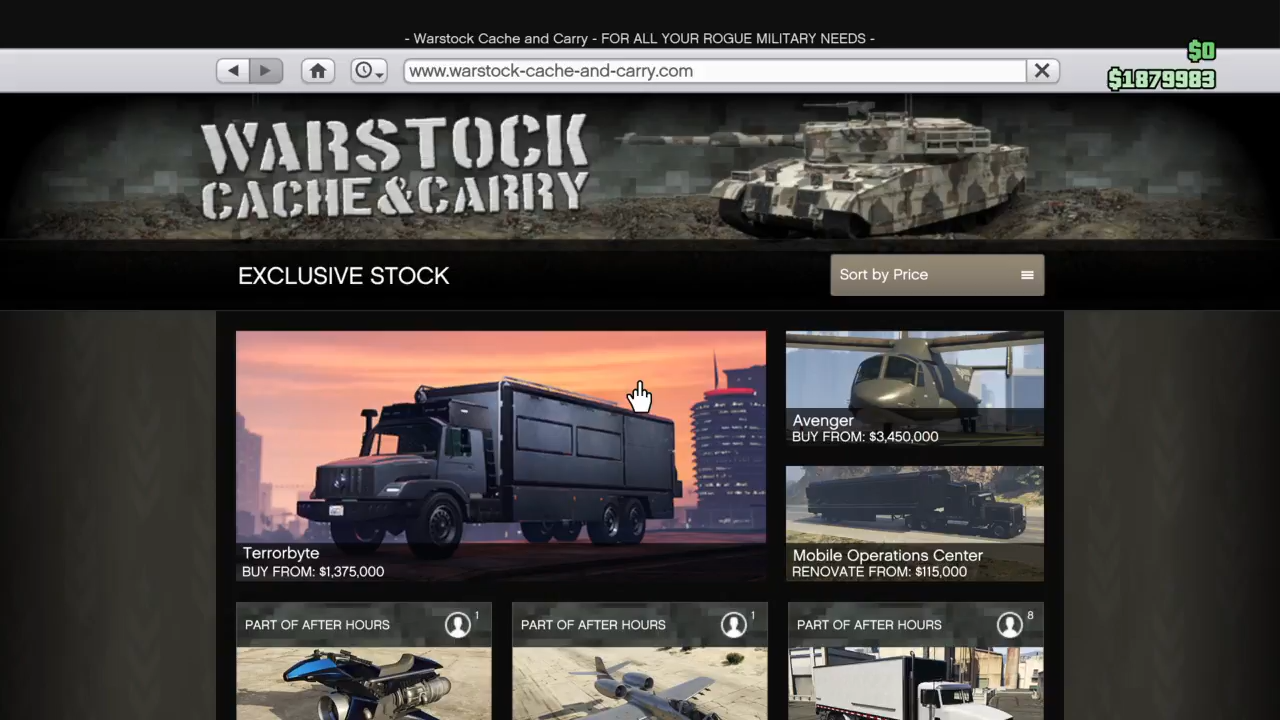 - Warstock Cache and Carry - FOR ALL YOUR ROGUE MILITARY NEEDS -
$0
www.warstock-cache-and-carry.com
$1879983
WARSTOCK
CACHE&CARRY
EXCLUSIVE STOCK
Sort by Price
Avenger
BUY FROM: $3,450,000
Terrorbyte
BUY FROM: $1,375,000
Mobile Operations Center
RENOVATE FROM: $115,000
PART OF AFTER HOURS 1
PART OF AFTER HOURS 1
PART OF AFTER HOURS 8